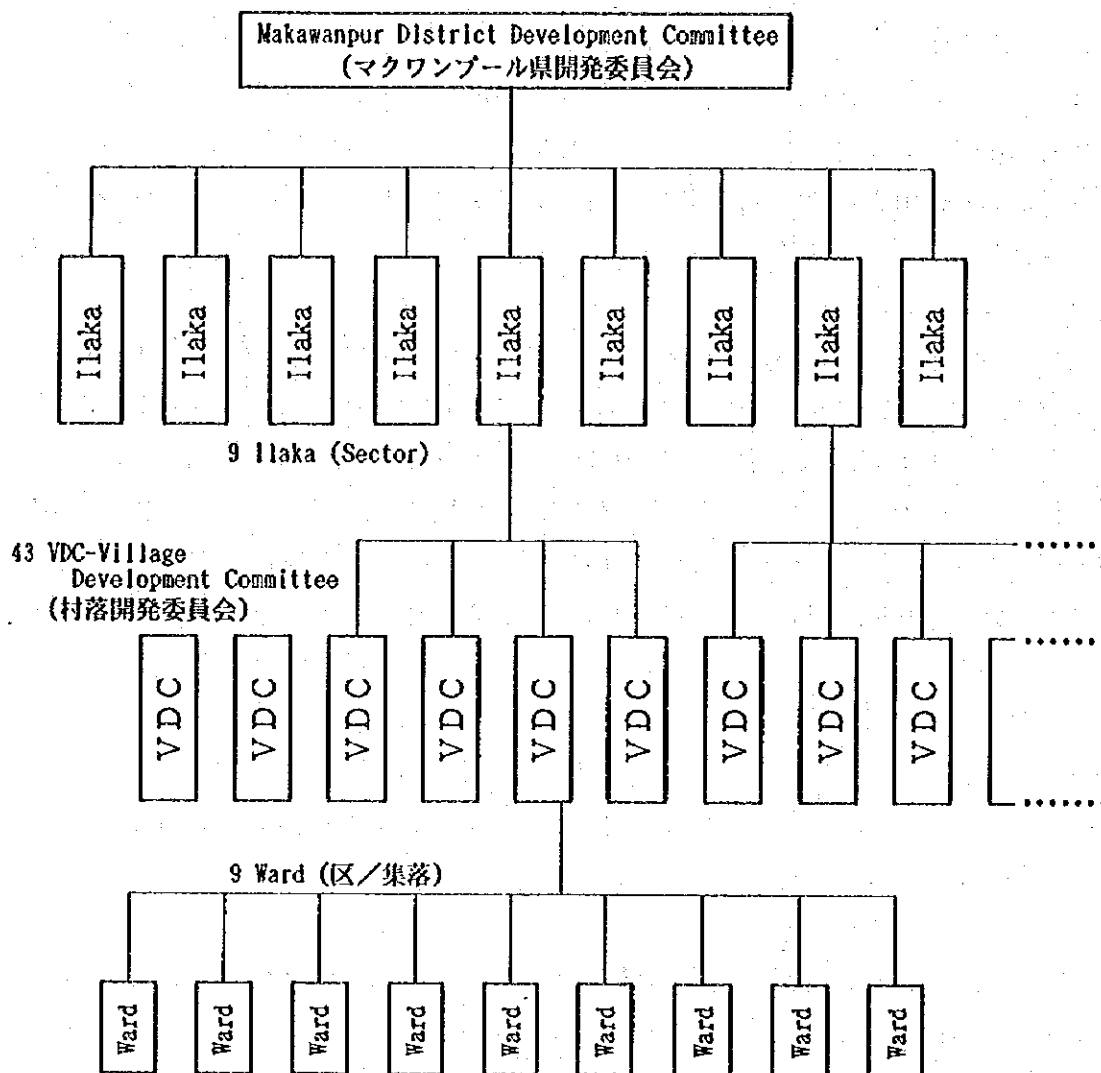 Makawanpur District Development Committee
(マクワンプール県開発委員会)
Ilaka
Ilaka
Ilaka
Ilaka
Ilaka
Ilaka
Ilaka
Ilaka
Ilaka
9 Ilaka (Sector)
43 VDC-Village
Development Committee
(村落開発委員会)
VDC
VDC
VDC
VDC
VDC
VDC
VDC
VDC
VDC
9 Ward (区/集落)
Ward
Ward
Ward
Ward
Ward
Ward
Ward
Ward
Ward